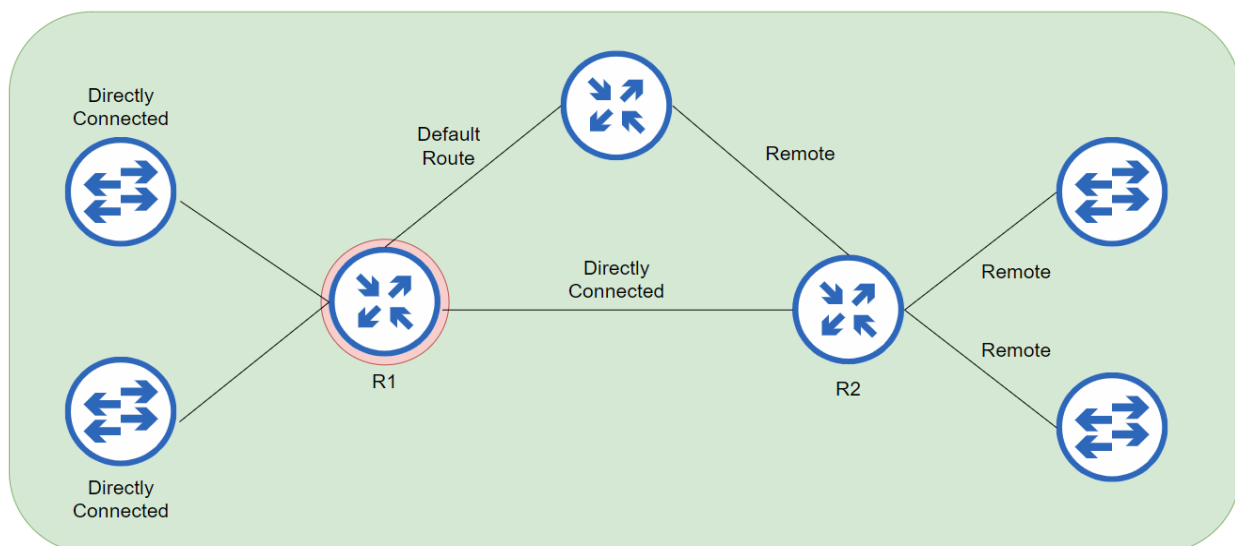 Directly
Connected
Default
Route
Remote
Directly
Connected
Remote
Remote
R1
R2
Directly
Connected